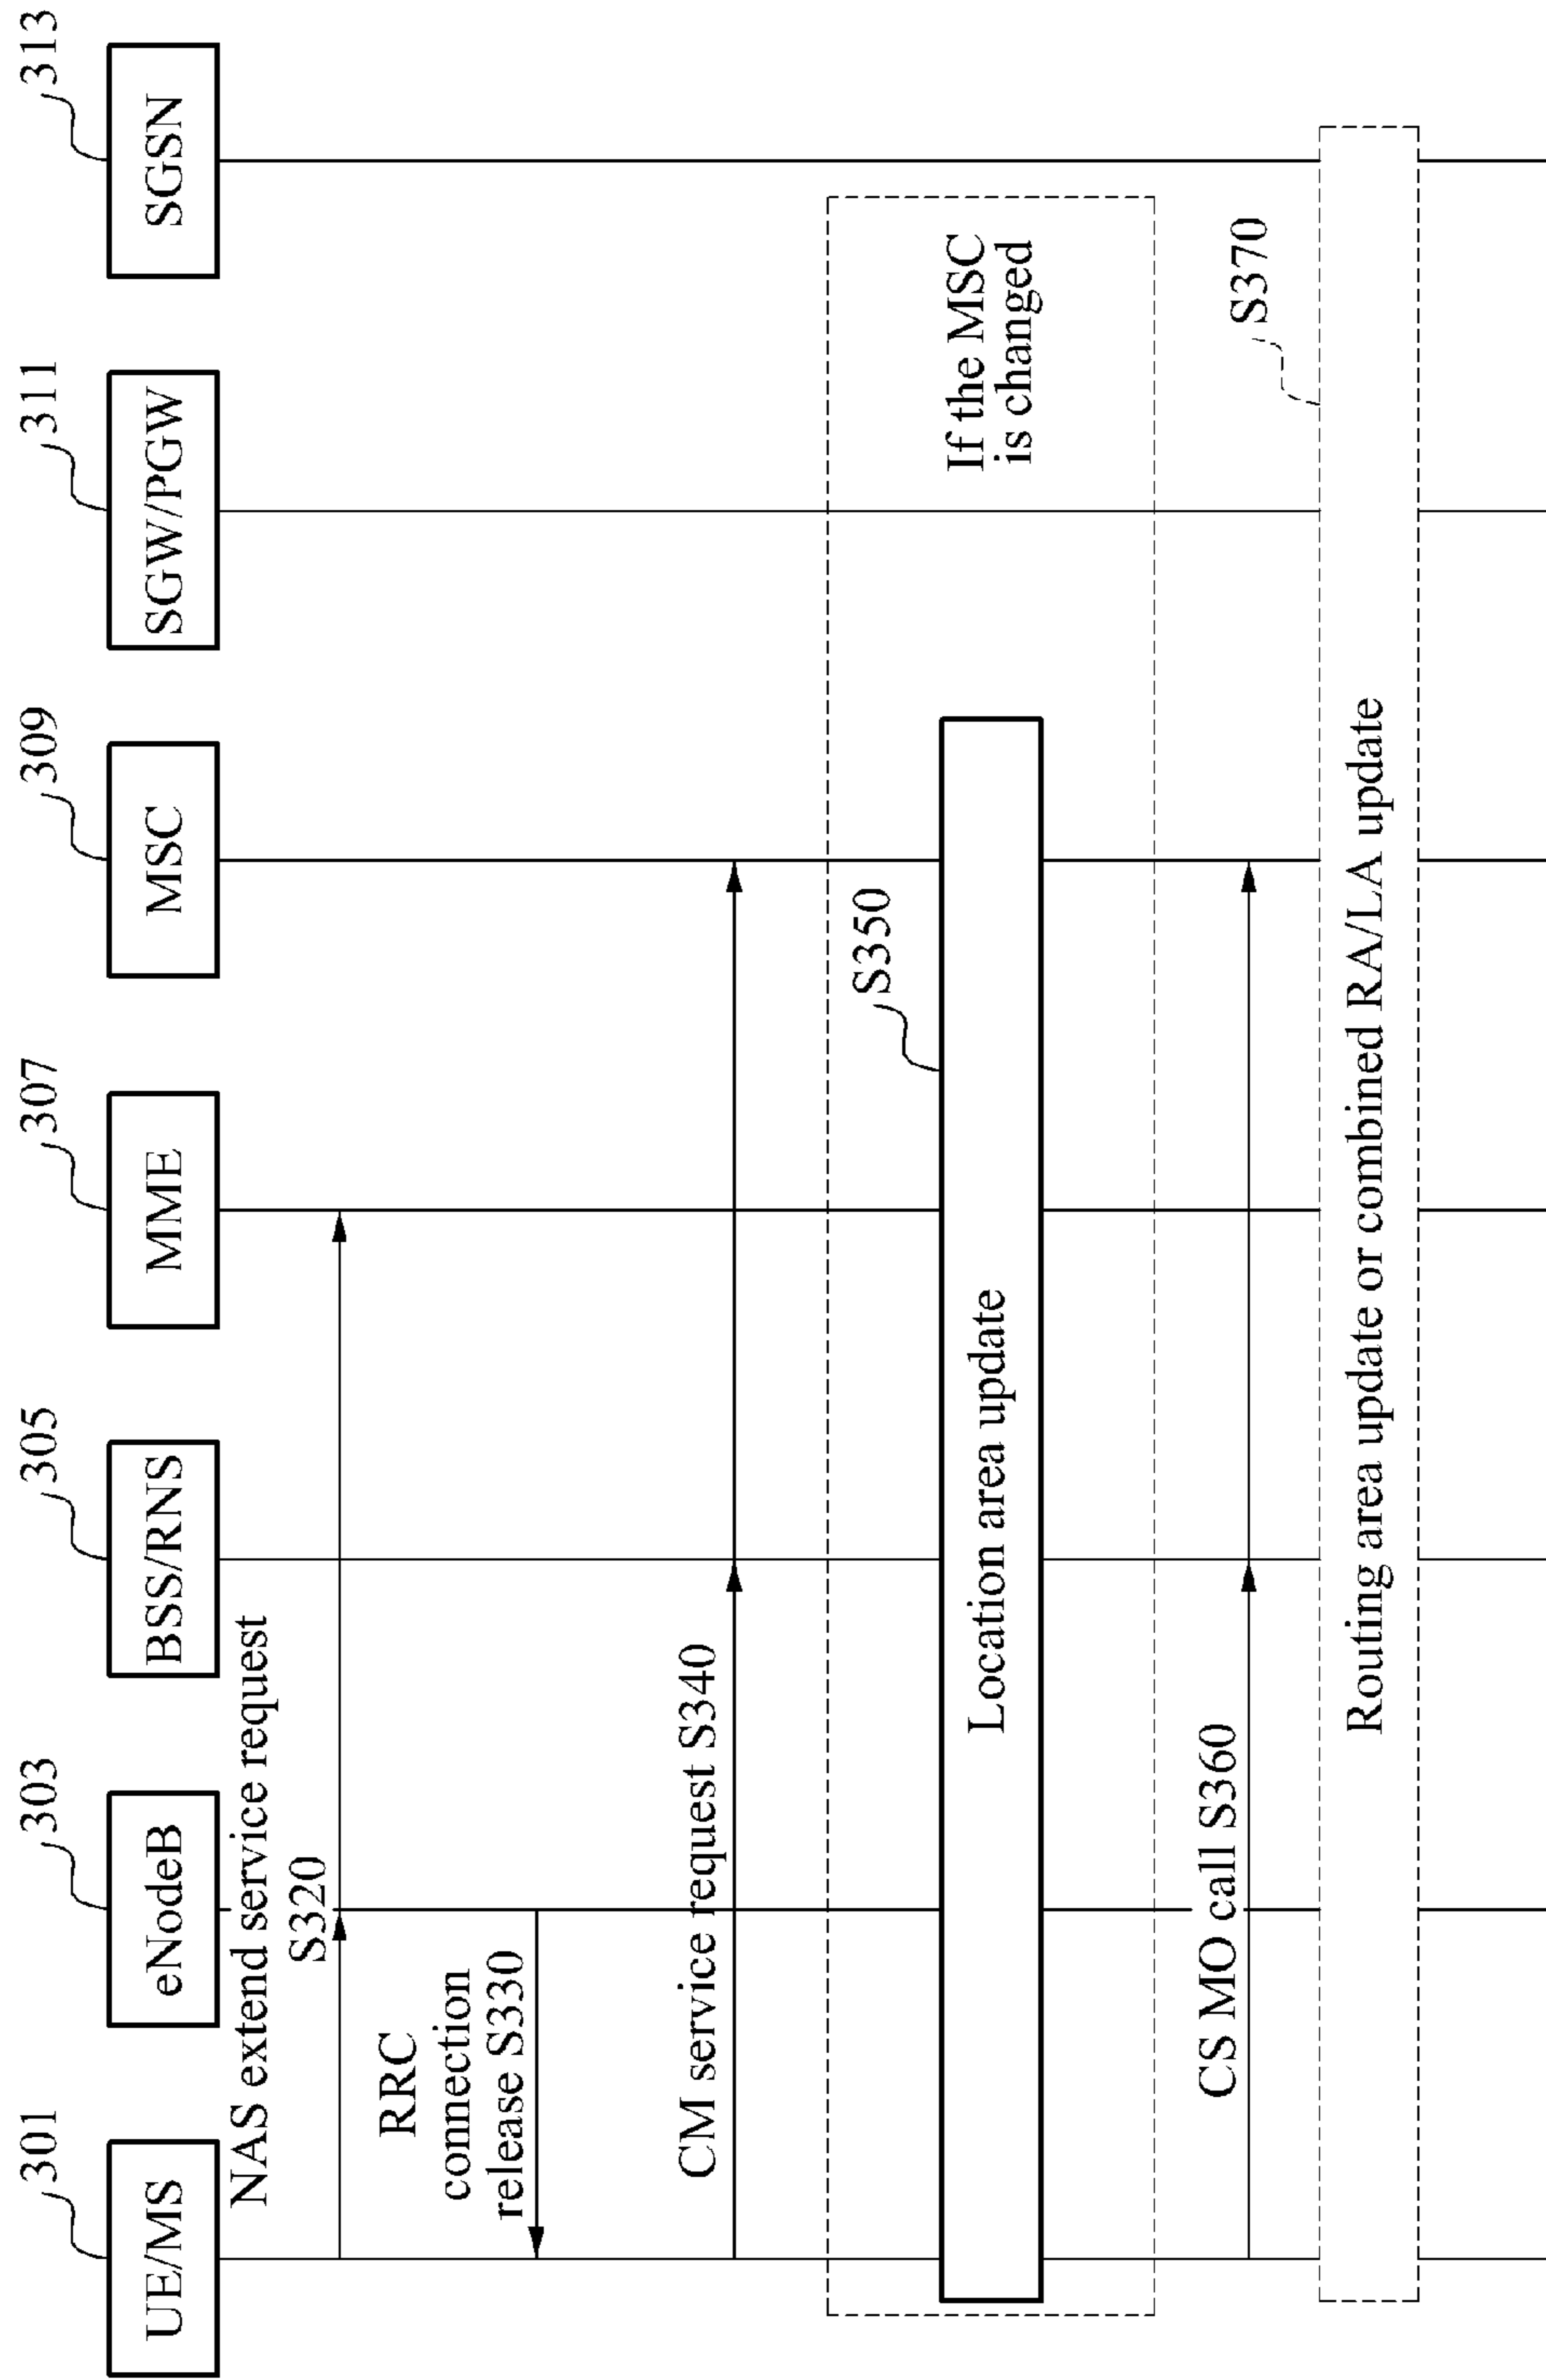 301
303
305
307
309
311
313
UE/MS
eNodeB
BSS/RNS
MME
MSC
SGW/PGW
SGSN
NAS extend service request
S320
RRC
connection
release S330
CM service request S340
S350
If the MSC
is changed
Location area update
CS MO call S360
S370
Routing area update or combined RA/LA update